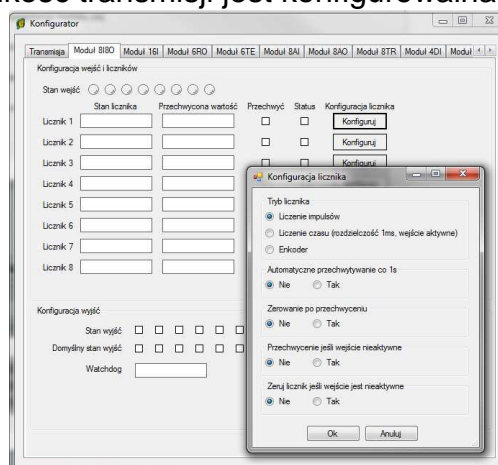 kość transmisji jest konfigurowalna
Konfigurator
Transmisja Moduł 8I8O Moduł 16I Moduł 6RO Moduł 6TE Moduł 8AI Moduł 8AO Moduł 8TR Moduł 4DI Moduł
Konfiguracja wejść i liczników
Stan wejść
Stan licznika Przechwycona wartość Przechwyć Status Konfiguracja licznika
Licznik 1 Konfiguruj
Licznik 2 Konfiguruj
Licznik 3 Konfiguruj
Licznik 4
Licznik 5
Licznik 6
Licznik 7
Licznik 8
Konfiguracja wyjść
Stan wyjść
Domyślny stan wyjść
Watchdog
Konfiguracja licznika
Tryb licznika
Liczenie impulsów
Liczenie czasu (rozdzielczość 1ms, wejście aktywne)
Enkoder
Automatyczne przechwytywanie co 1s
Nie Tak
Zerowanie po przechwyceniu
Nie Tak
Przechwycenie jeśli wejście nieaktywne
Nie Tak
Zeruj licznik jeśli wejście jest nieaktywne
Nie Tak
Ok Anuluj